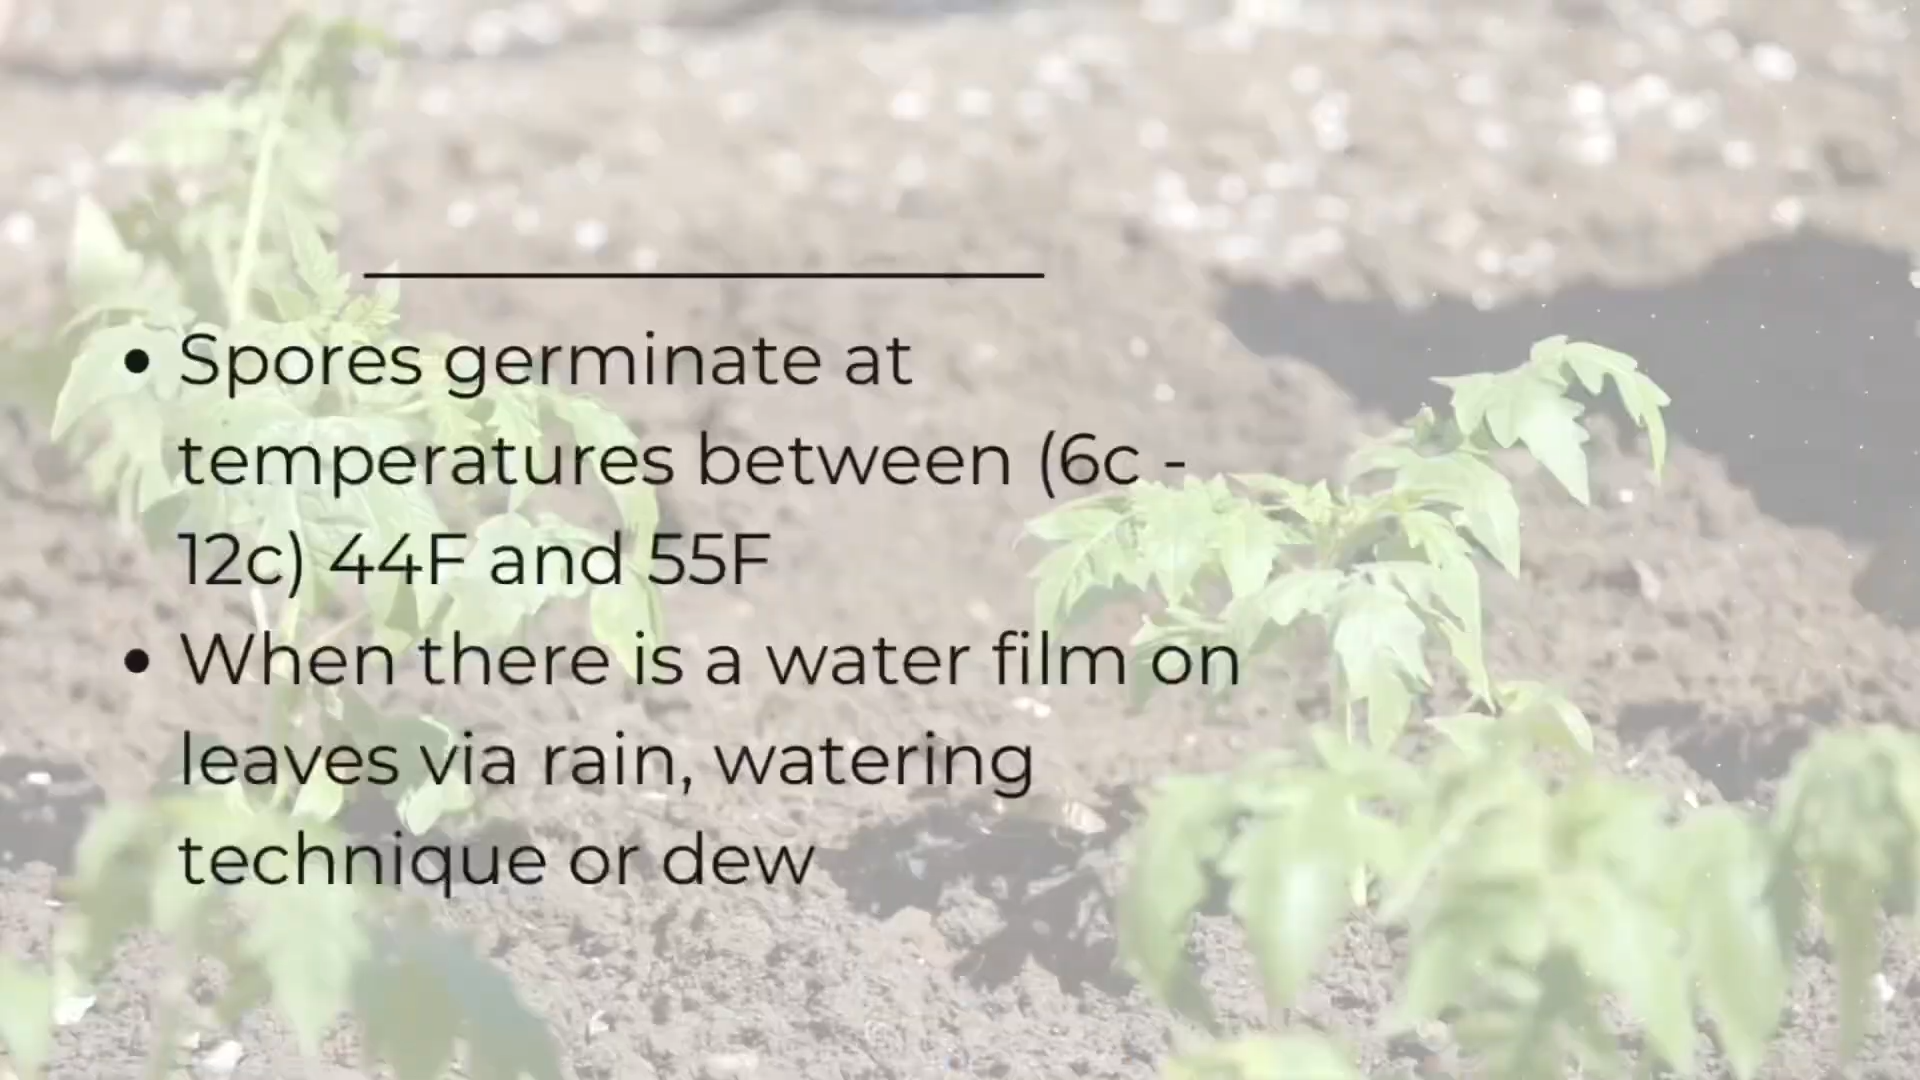 • Spores germinate at
temperatures between (6c -
12c) 44F and 55F
• When there is a water film on
leaves via rain, watering
technique or dew